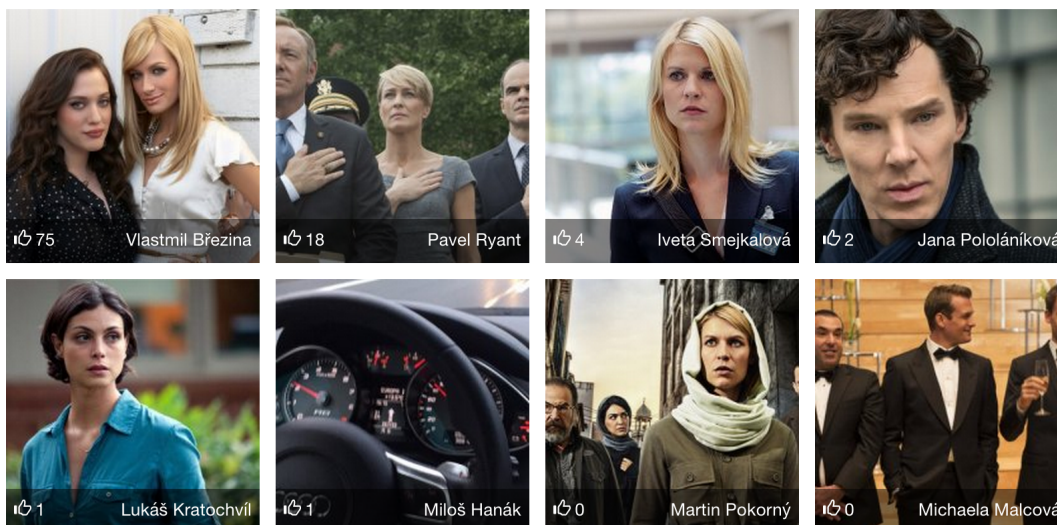 75 Vlastmil Březina
18 Pavel Ryant
4 Iveta Smejkalová
2 Jana Pololáníková
1 Lukáš Kratochvíl
1 Miloš Hanák
0 Martin Pokorný
0 Michaela Malcová